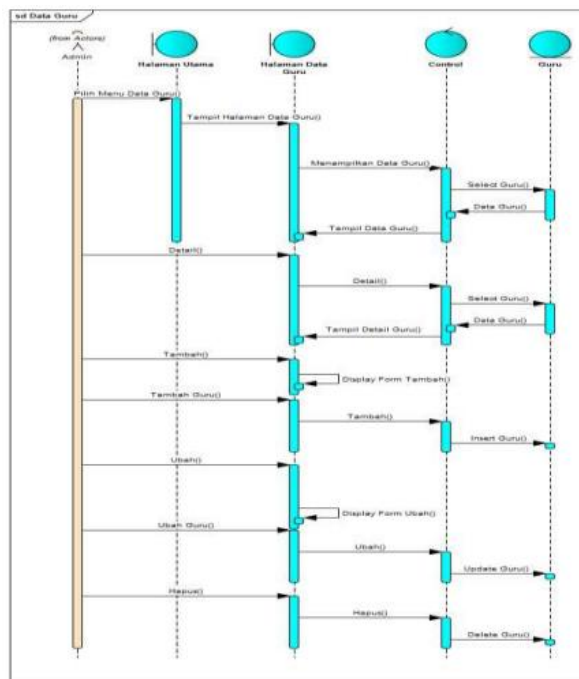 sd Data Guru
(from Actors)
Admin
Halaman Utama
Halaman Data
Guru
Control
Guru
Pilih Menu Data Guru()
Tampil Halaman Data Guru()
Menampilkan Data Guru()
Select Guru()
Data Guru()
Tampil Data Guru()
Detail()
Detail()
Select Guru()
Data Guru()
Tampil Detail Guru()
Tambah()
Display Form Tambah()
Tambah Guru()
Tambah()
Insert Guru()
Ubah()
Display Form Ubah()
Ubah Guru()
Ubah()
Update Guru()
Hapus()
Hapus()
Delete Guru()